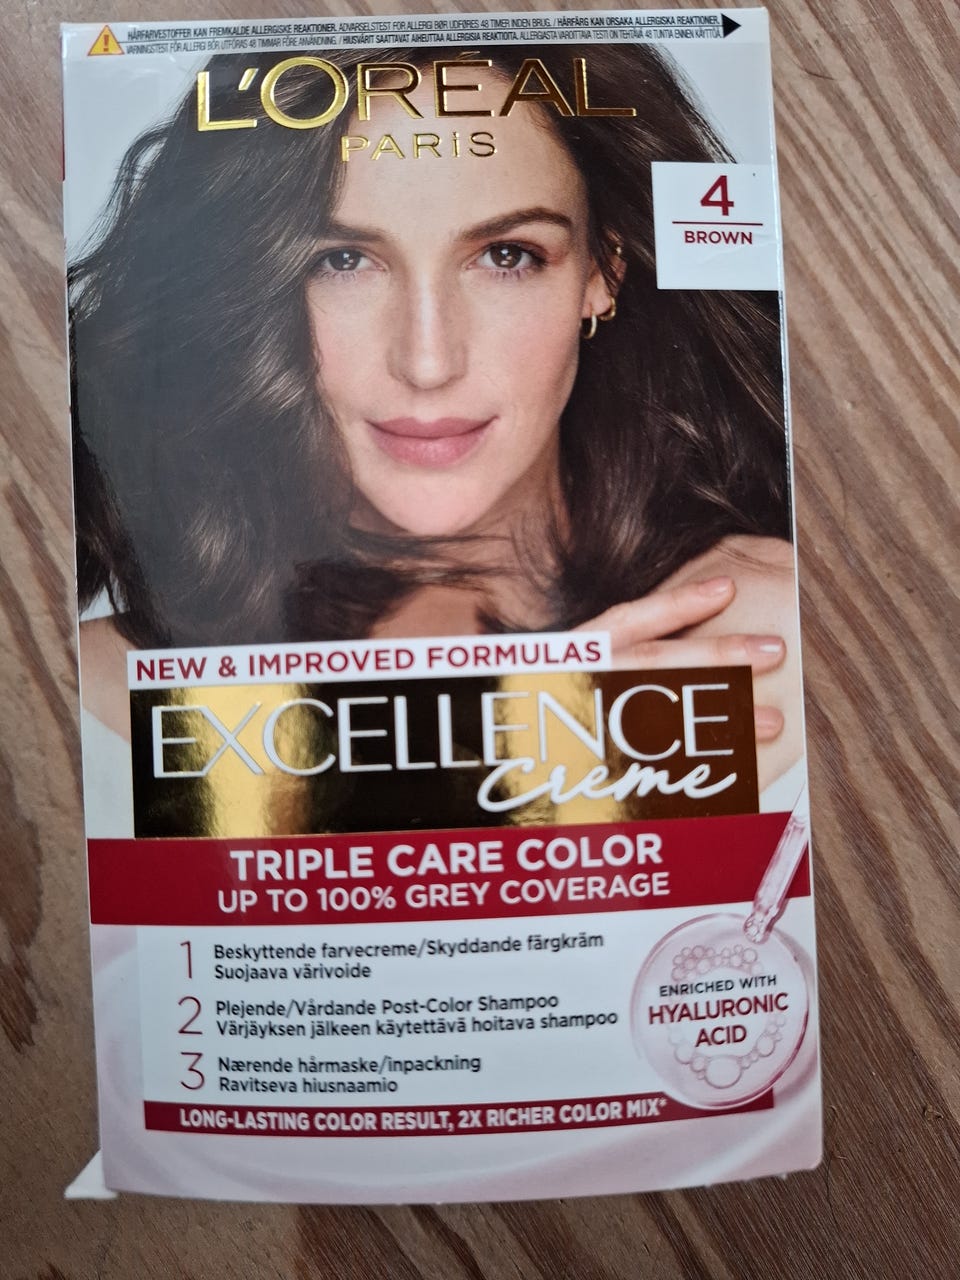 HÅRFARVESTOFFER KAN FREMKALDE ALLERGISKE REAKTIONER. ADVARSELSTEST FOR ALLERGI BØR UDFØRES 48 TIMER INDEN BRUG. / HÅRFÄRG KAN ORSAKA ALLERGISKA REAKTIONER.
VARNINGSTEST FÖR ALLERGI BÖR UTFÖRAS 48 TIMMAR FÖRE ANVÄNDNING. / HIUSVÄRIT SAATTAVAT AIHEUTTAA ALLERGISIA REAKTIOITA. ALLERGIASTA VAROITTAVA TESTI ON TEHTÄVÄ 48 TUNTIA ENNEN KÄYTTÖÄ.
L'ORÉAL
PARiS
4
BROWN
NEW & IMPROVED FORMULAS
EXCELLENCE
Creme
TRIPLE CARE COLOR
UP TO 100% GREY COVERAGE
1 Beskyttende farvecreme/Skyddande färgkräm
Suojaava värivoide
2 Plejende/Vårdande Post-Color Shampoo
Värjäyksen jälkeen käytettävä hoitava shampoo
3 Nærende hårmaske/inpackning
Ravitseva hiusnaamio
ENRICHED WITH
HYALURONIC
ACID
LONG-LASTING COLOR RESULT, 2X RICHER COLOR MIX*